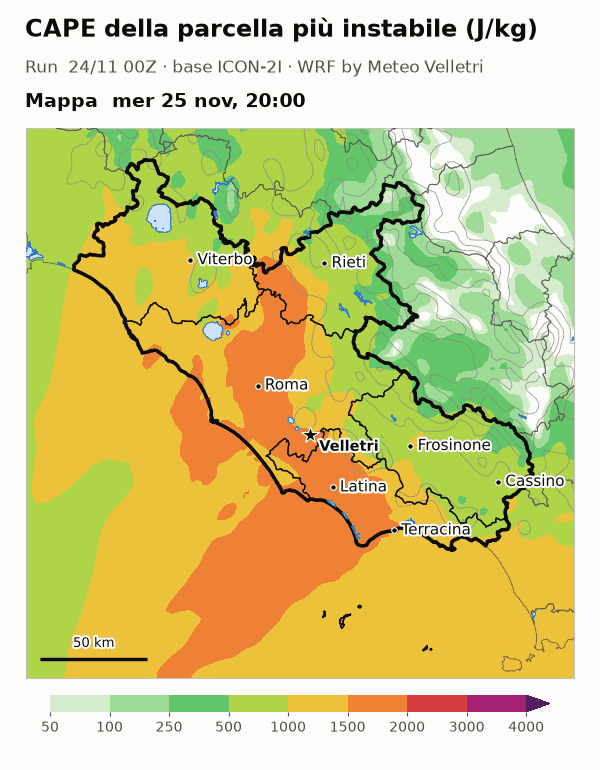 CAPE della parcella più instabile (J/kg)
Run  24/11 00Z · base ICON-2I · WRF by Meteo Velletri
Mappa  mer 25 nov, 20:00
Viterbo
Rieti
Roma
Velletri
Frosinone
Cassino
Latina
Terracina
50 km
50 100 250 500 1000 1500 2000 3000 4000